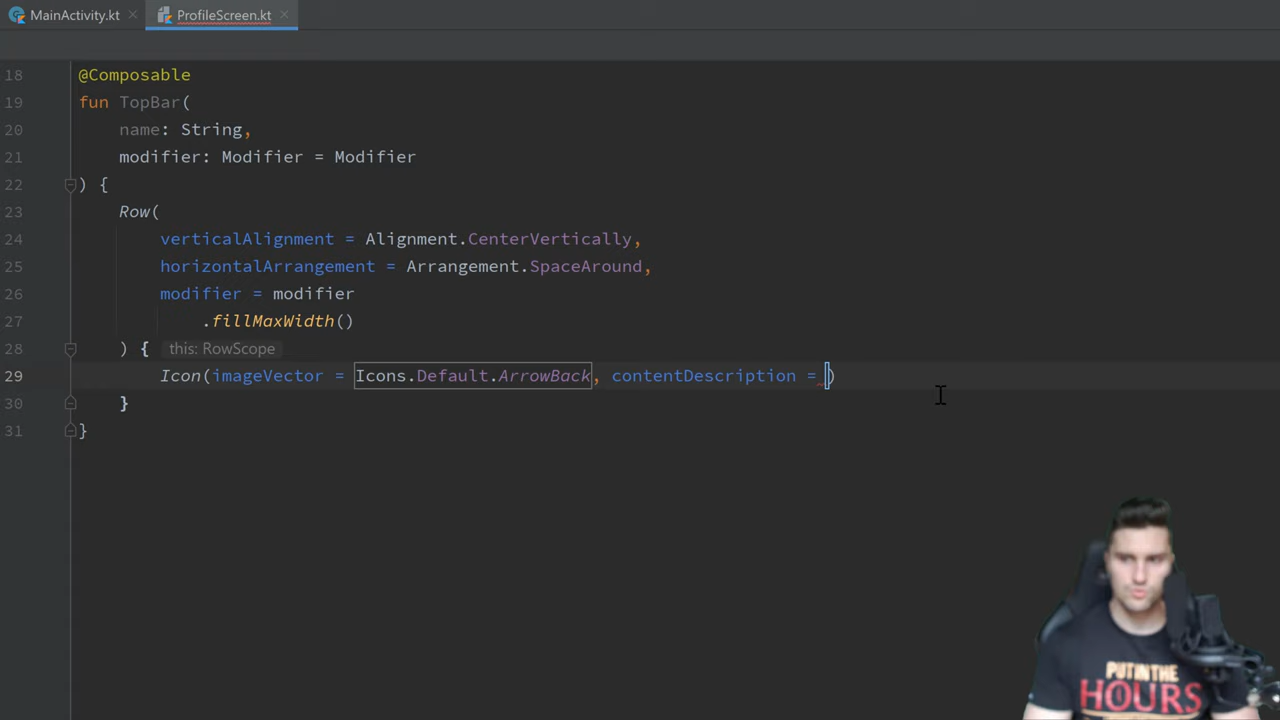 MainActivity.kt
ProfileScreen.kt
18 @Composable
19 fun TopBar(
20 name: String,
21 modifier: Modifier = Modifier
22 ) {
23 Row(
24 verticalAlignment = Alignment.CenterVertically,
25 horizontalArrangement = Arrangement.SpaceAround,
26 modifier = modifier
27 .fillMaxWidth()
28 ) { this: RowScope
29 Icon(imageVector = Icons.Default.ArrowBack, contentDescription = )
30 }
31 }
PUT IN THE
HOURS